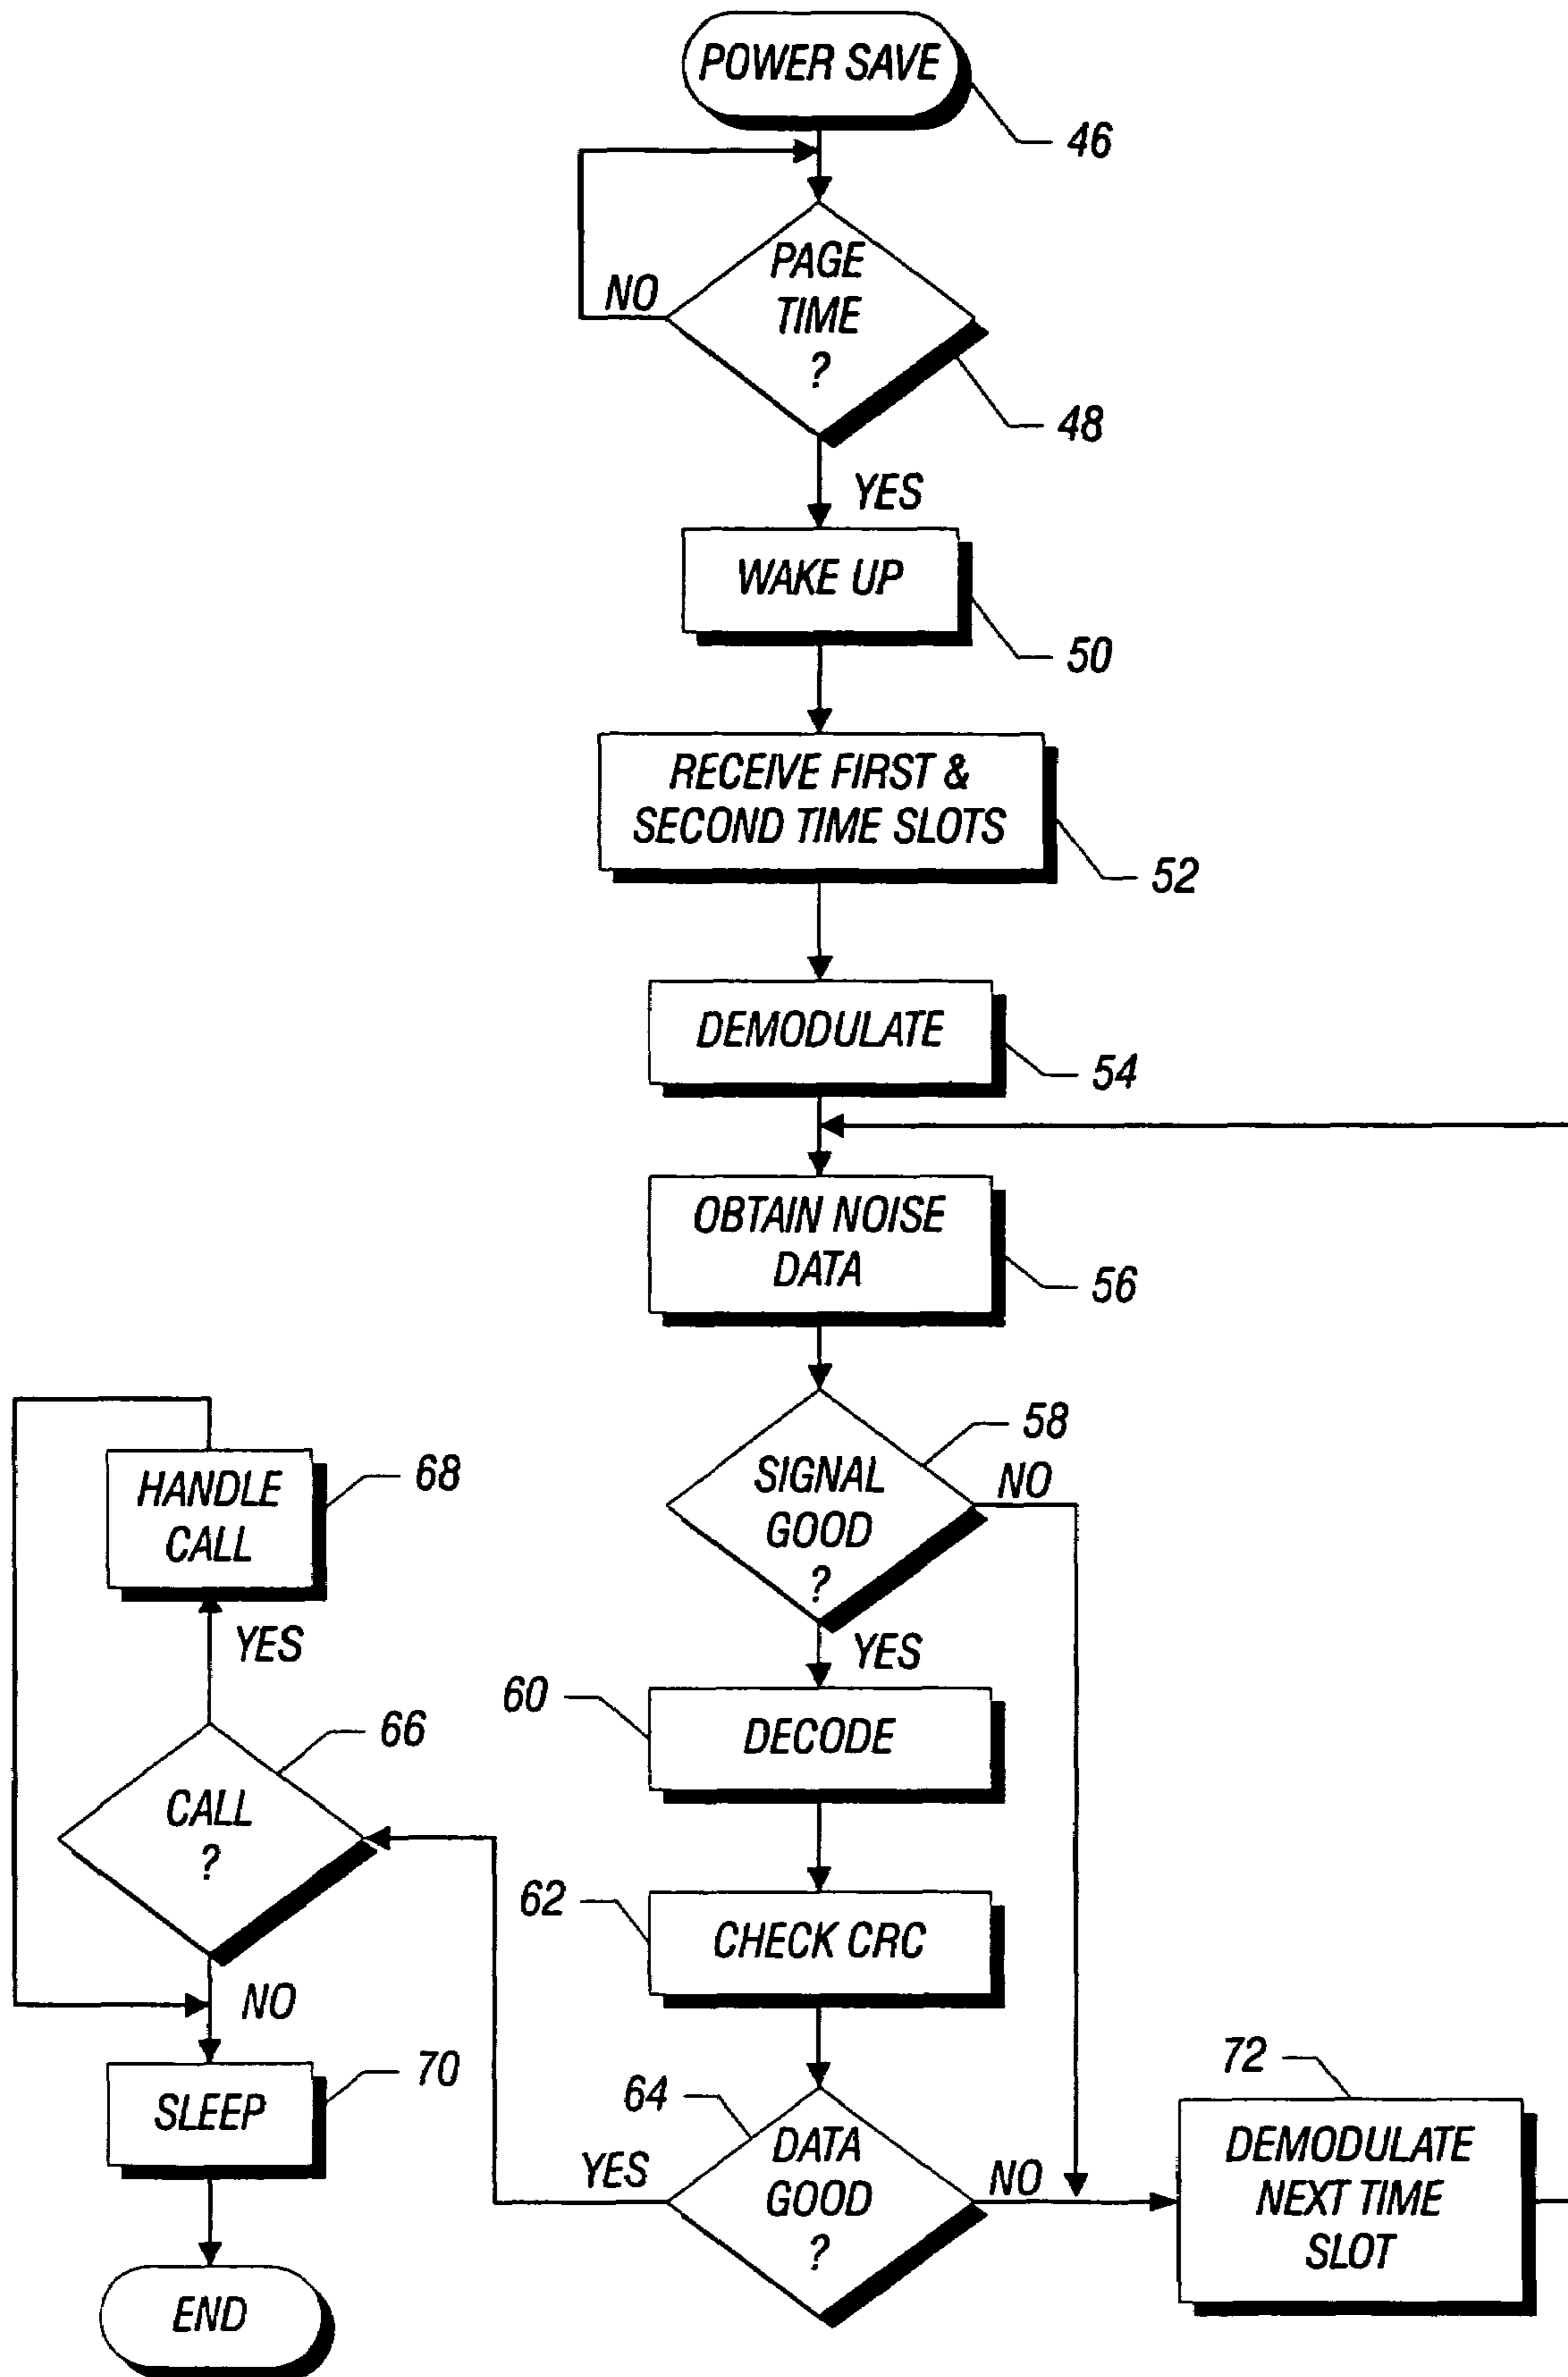 POWER SAVE
46
PAGE
TIME
?
NO
48
YES
WAKE UP
50
RECEIVE FIRST &
SECOND TIME SLOTS
52
DEMODULATE
54
OBTAIN NOISE
DATA
56
58
SIGNAL
GOOD
?
NO
YES
60
DECODE
62
CHECK CRC
64
DATA
GOOD
?
YES
NO
72
DEMODULATE
NEXT TIME
SLOT
HANDLE
CALL
68
YES
66
CALL
?
NO
SLEEP
70
END